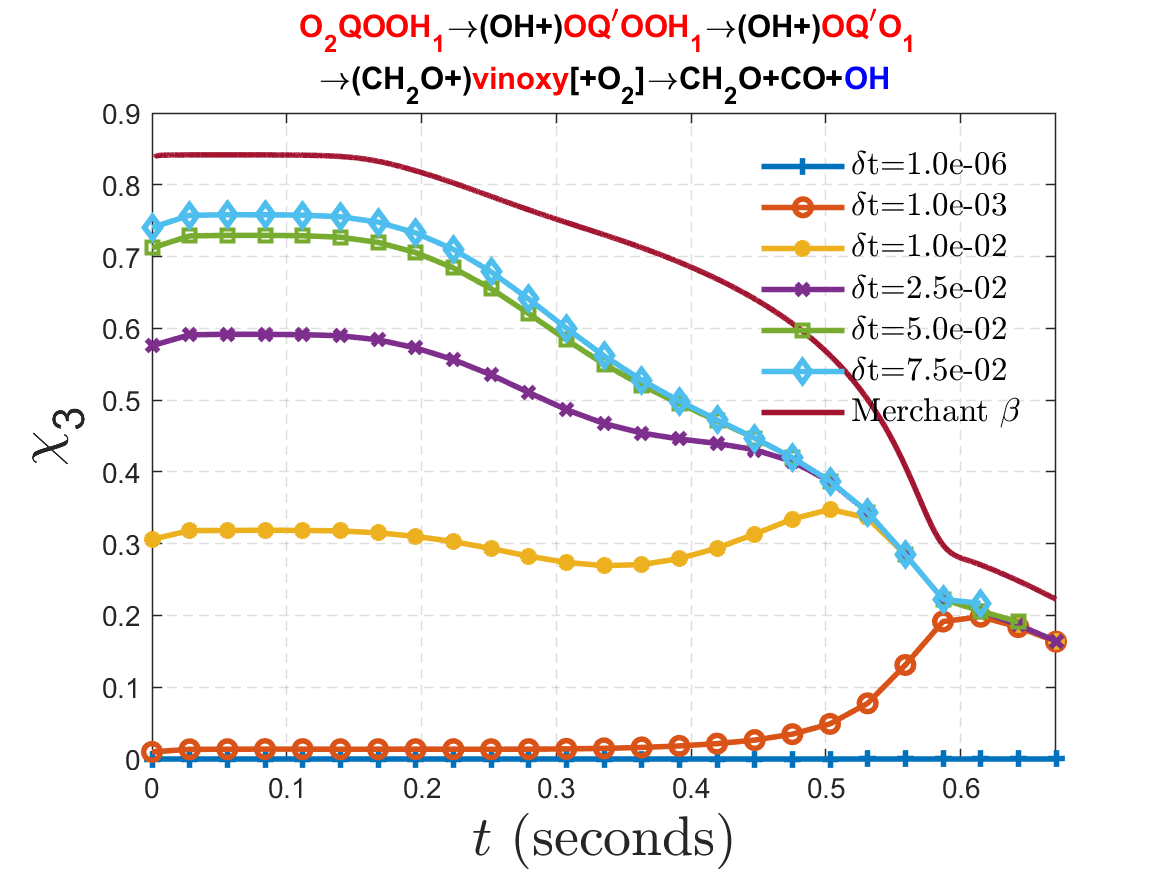 O₂QOOH₁→(OH+)OQ′OOH₁→(OH+)OQ′O₁
→(CH₂O+)vinoxy[+O₂]→CH₂O+CO+OH
0.9
0.8
0.7
0.6
0.5
0.4
0.3
0.2
0.1
0
χ₃
δt=1.0e-06
δt=1.0e-03
δt=1.0e-02
δt=2.5e-02
δt=5.0e-02
δt=7.5e-02
Merchant β
0 0.1 0.2 0.3 0.4 0.5 0.6
t (seconds)